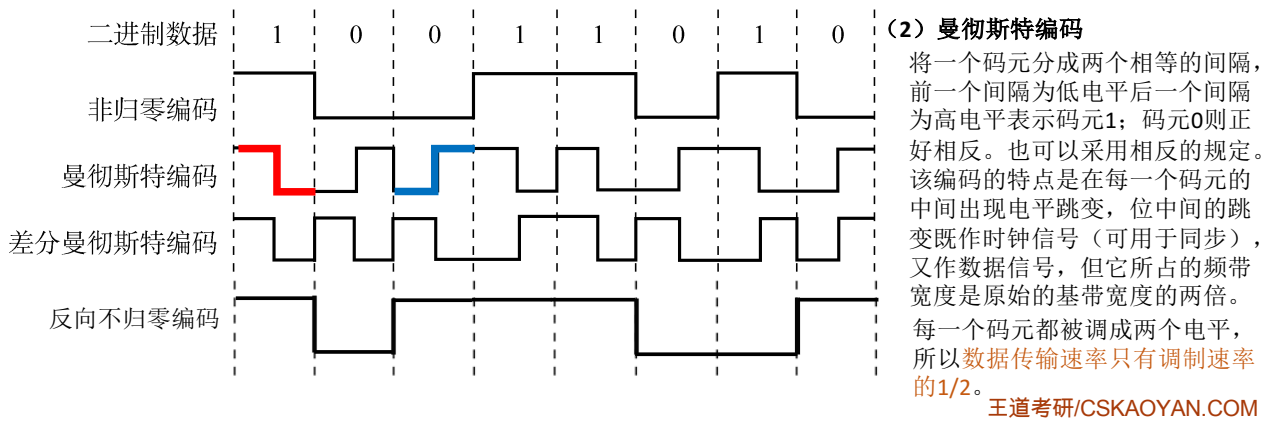 二进制数据 1 0 0 1 1 0 1 0
非归零编码
曼彻斯特编码
差分曼彻斯特编码
反向不归零编码
（2）曼彻斯特编码
将一个码元分成两个相等的间隔，
前一个间隔为低电平后一个间隔
为高电平表示码元1；码元0则正
好相反。也可以采用相反的规定。
该编码的特点是在每一个码元的
中间出现电平跳变，位中间的跳
变既作时钟信号（可用于同步），
又作数据信号，但它所占的频带
宽度是原始的基带宽度的两倍。
每一个码元都被调成两个电平，
所以数据传输速率只有调制速率
的1/2。
王道考研/CSKAOYAN.COM